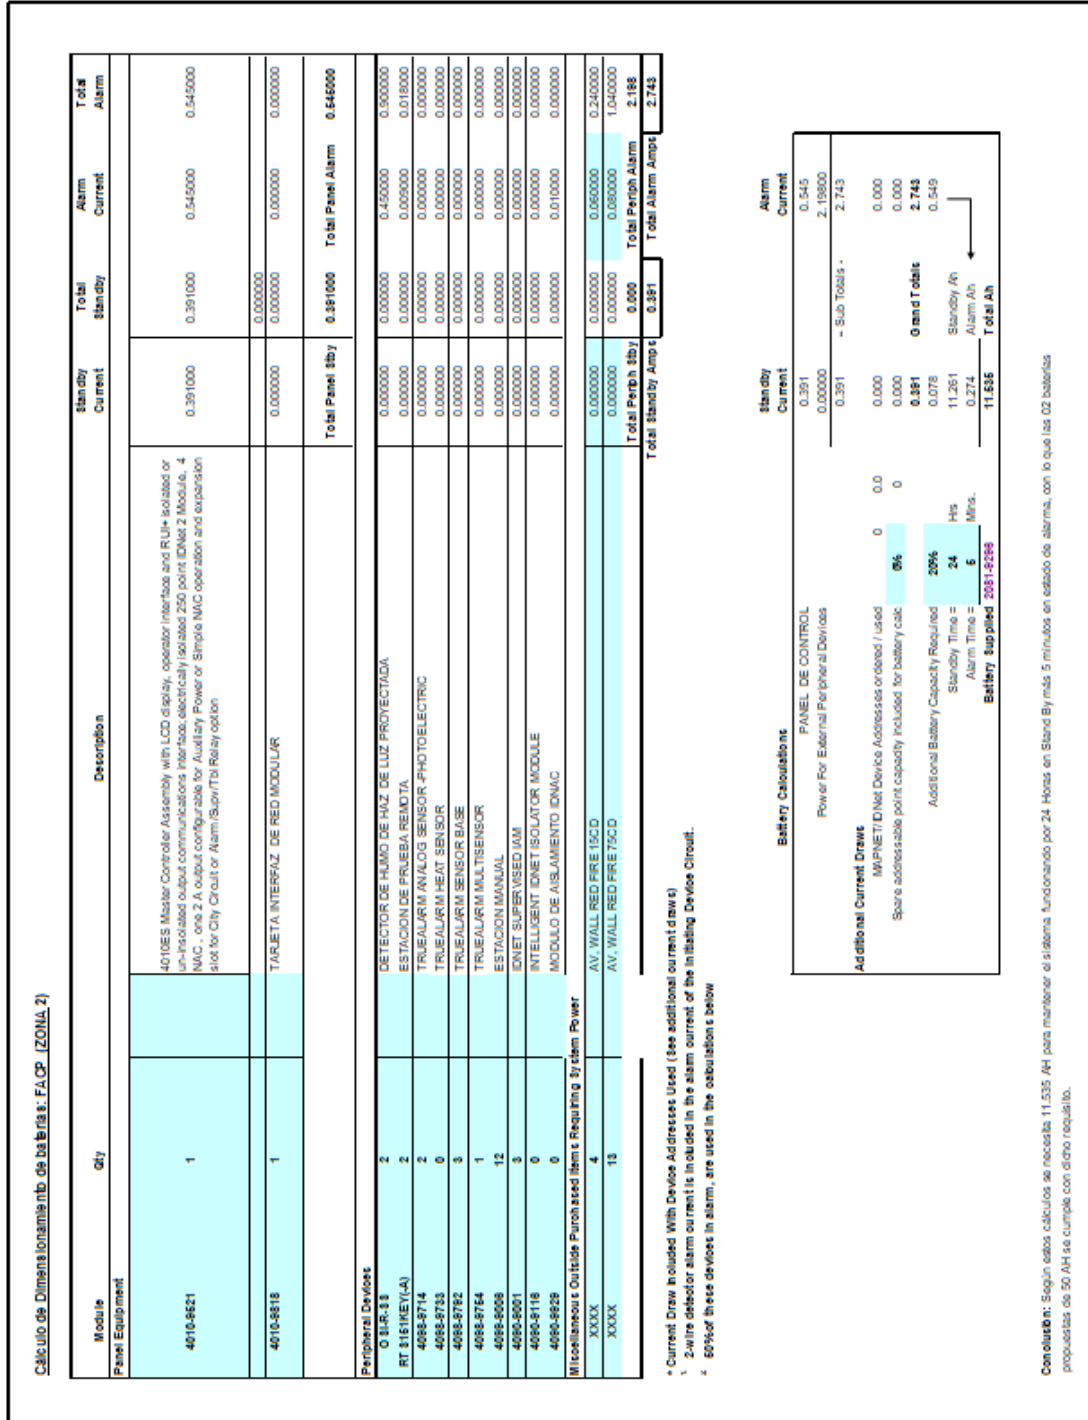 Cálculo de Dimensionamiento de baterías: FACP (ZONA 2)
Module Qty Description Standby Current Total Standby Alarm Current Total Alarm
Panel Equipment
4010-9521 1 4010ES Master Controller Assembly with LCD display, operator interface and RUI+ isolated or 0.391000 0.391000 0.545000 0.545000
un-insolated output communications interface, electrically isolated 250 point IDNet 2 Module, 4
NAC , one 2 A output configurable for Auxiliary Power or Simple NAC operation and expansion
slot for City Circuit or Alarm/Supv/Tbl Relay option
0.000000
4010-9818 1 TARJETA INTERFAZ DE RED MODULAR 0.000000 0.000000 0.000000 0.000000
Total Panel Stby 0.391000 Total Panel Alarm 0.545000
Peripheral Devices
O SI-R-SS 2 DETECTOR DE HUMO DE HAZ DE LUZ PROYECTADA 0.000000 0.000000 0.450000 0.900000
RT S151KEY(-A) 2 ESTACION DE PRUEBA REMOTA 0.000000 0.000000 0.009000 0.018000
4098-9714 2 TRUEALARM ANALOG SENSOR-PHOTOELECTRIC 0.000000 0.000000 0.000000 0.000000
4098-9733 0 TRUEALARM HEAT SENSOR 0.000000 0.000000 0.000000 0.000000
4098-9792 3 TRUEALARM SENSOR BASE 0.000000 0.000000 0.000000 0.000000
4098-9754 1 TRUEALARM MULTISENSOR 0.000000 0.000000 0.000000 0.000000
4099-9006 12 ESTACION MANUAL 0.000000 0.000000 0.000000 0.000000
4090-9001 3 IDNET SUPERVISED IAM 0.000000 0.000000 0.000000 0.000000
4090-9116 0 INTELLIGENT IDNET ISOLATOR MODULE 0.000000 0.000000 0.000000 0.000000
4090-9929 0 MODULO DE AISLAMIENTO IDNAC 0.000000 0.000000 0.010000 0.000000
Miscellaneous Outside Purchased Items Requiring System Power
XXXX 4 AV, WALL RED FIRE 15CD 0.000000 0.000000 0.060000 0.240000
XXXX 13 AV, WALL RED FIRE 75CD 0.000000 0.000000 0.080000 1.040000
Total Periph Stby 0.000 Total Periph Alarm 2.198
Total Standby Amps 0.391 Total Alarm Amps 2.743
* Current Draw Included With Device Addresses Used (See additional current draws)
2-wire detector alarm current is included in the alarm current of the Initiating Device Circuit.
50% of these devices in alarm, are used in the calculations below
Battery Calculations Standby Current Alarm Current
PANEL DE CONTROL 0.391 0.545
Power For External Peripheral Devices 0.00000 2.19800
0.391 - Sub Totals - 2.743
Additional Current Draws
MAPNET/IDNet Device Addresses ordered / used 0 0.0 0.000 0.000
Spare addressable point capacity included for battery calc 0% 0 0.000 0.000
0.391 Grand Totals 2.743
Additional Battery Capacity Required 20% 0.078 0.549
Standby Time = 24 Hrs 11.261 Standby Ah
Alarm Time = 5 Mins. 0.274 Alarm Ah
Battery Supplied 2081-9296 11.535 Total Ah
Conclusión: Según estos cálculos se necesita 11.535 AH para mantener el sistema funcionando por 24 Horas en Stand By más 5 minutos en estado de alarma, con lo que las 02 baterías
propuestas de 50 AH se cumple con dicho requisito.